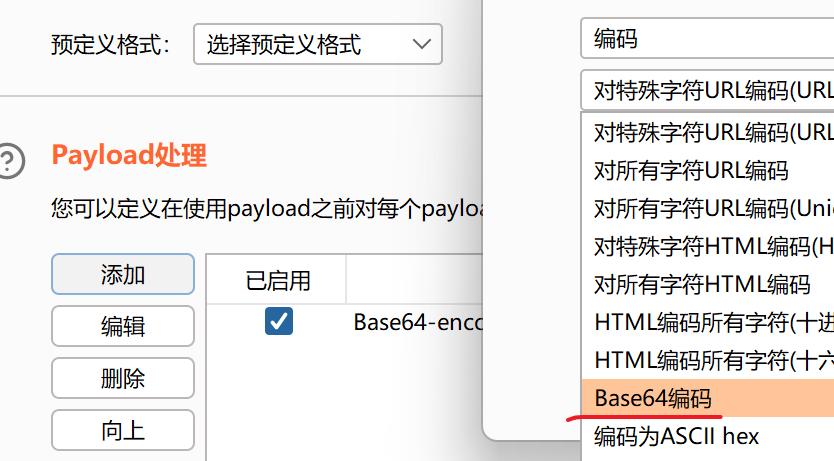 预定义格式： 选择预定义格式
Payload处理
您可以定义在使用payload之前对每个payloa
添加
编辑
删除
向上
已启用
Base64-enc
编码
对特殊字符URL编码(URL
对特殊字符URL编码(URL
对所有字符URL编码
对所有字符URL编码(Uni
对特殊字符HTML编码(H
对所有字符HTML编码
HTML编码所有字符(十进
HTML编码所有字符(十六
Base64编码
编码为ASCII hex